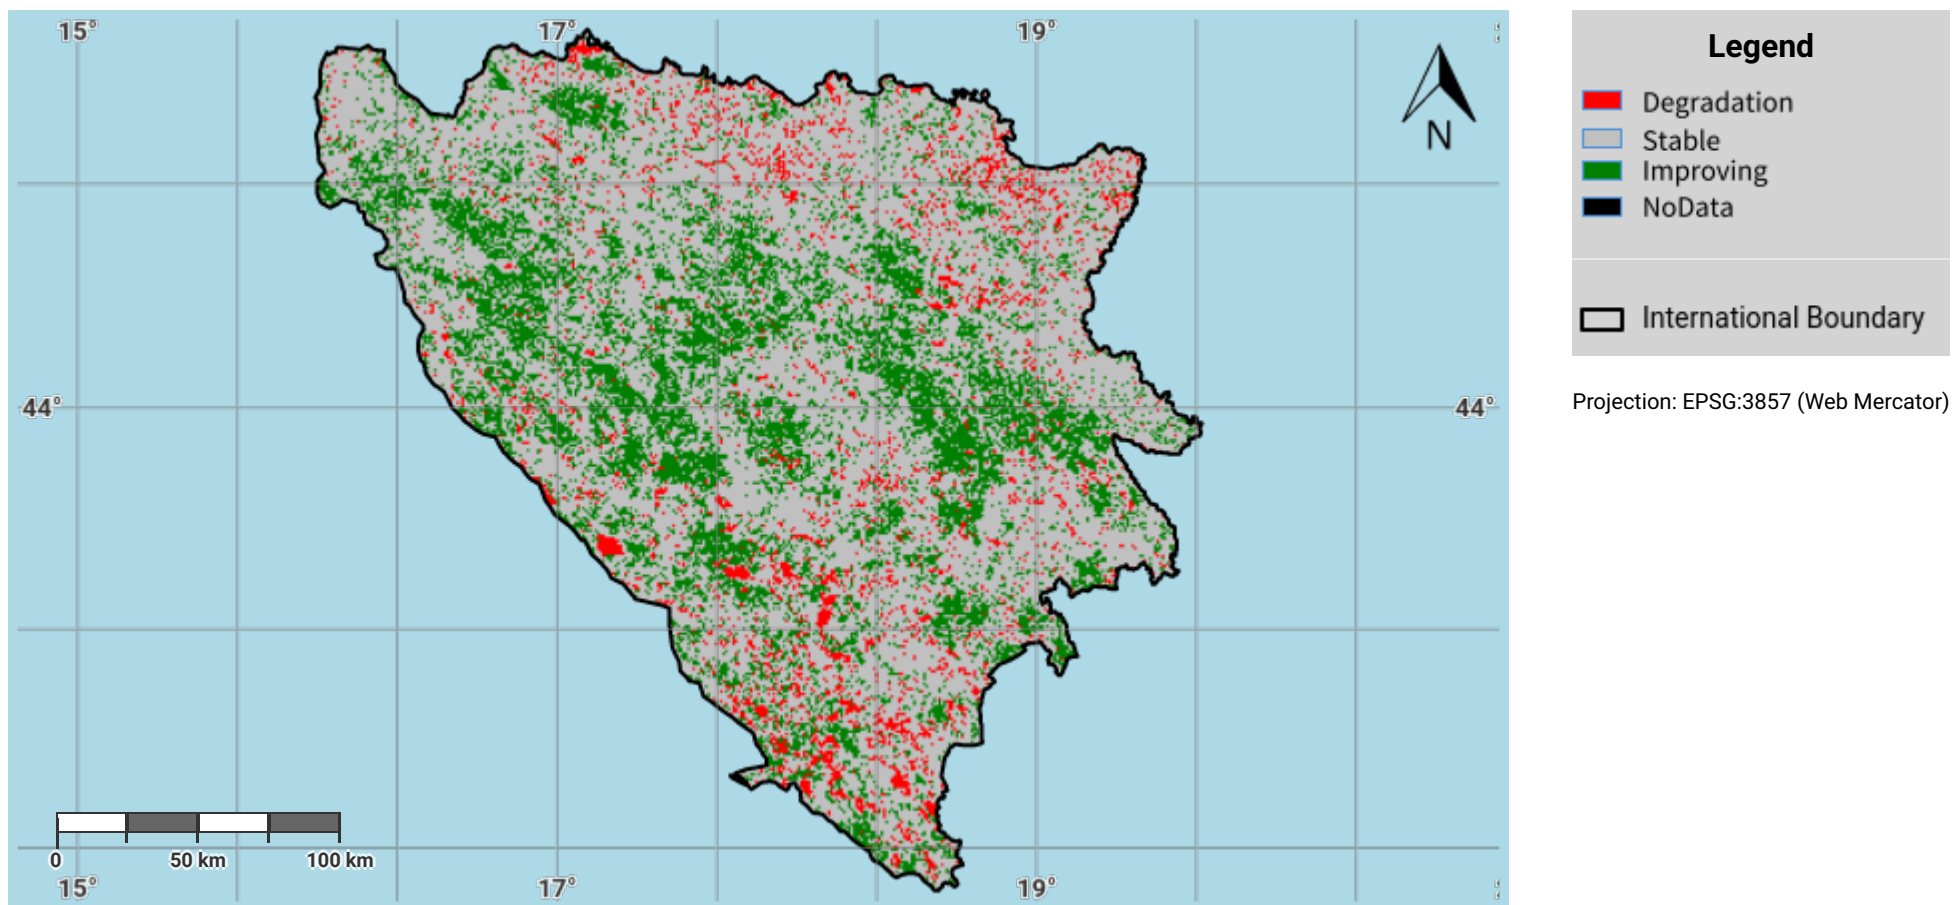 15°
17°
19°
N
44°
44°
0
50 km
100 km
15°
17°
19°
Legend
Degradation
Stable
Improving
NoData
International Boundary
Projection: EPSG:3857 (Web Mercator)